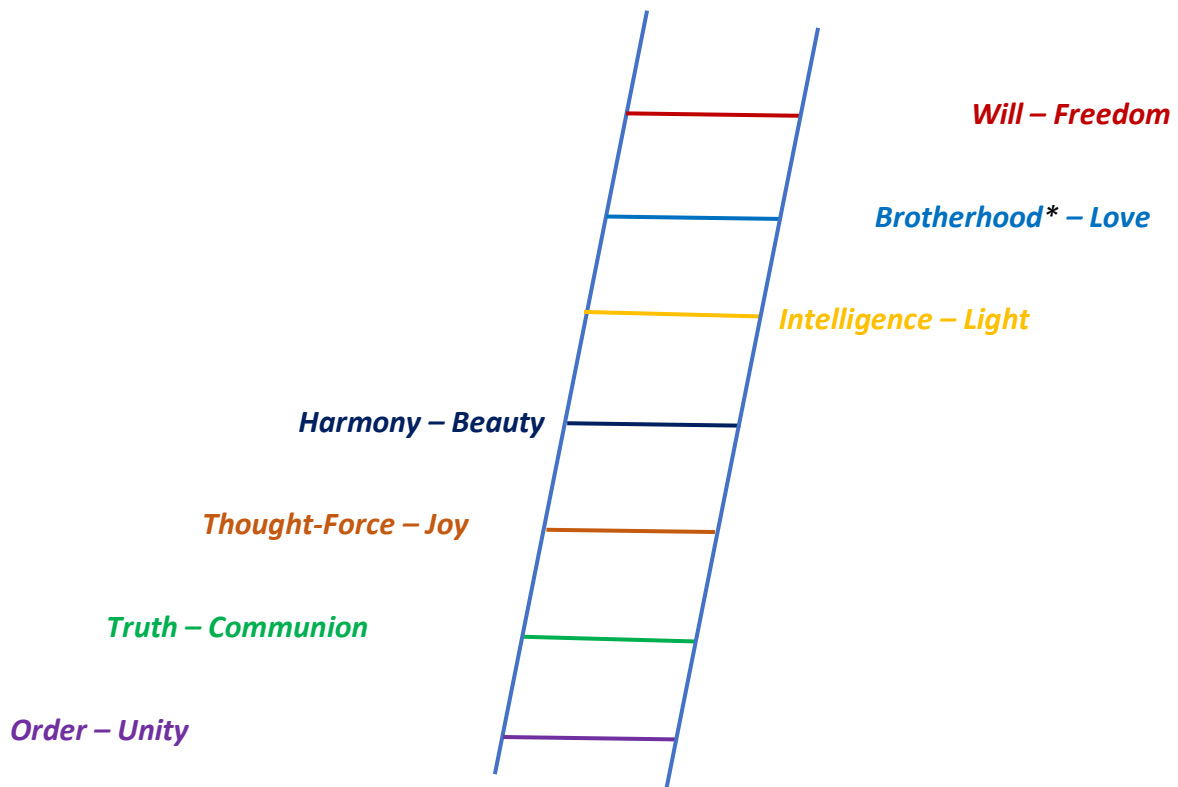 Will – Freedom
Brotherhood* – Love
Intelligence – Light
Harmony – Beauty
Thought-Force – Joy
Truth – Communion
Order – Unity